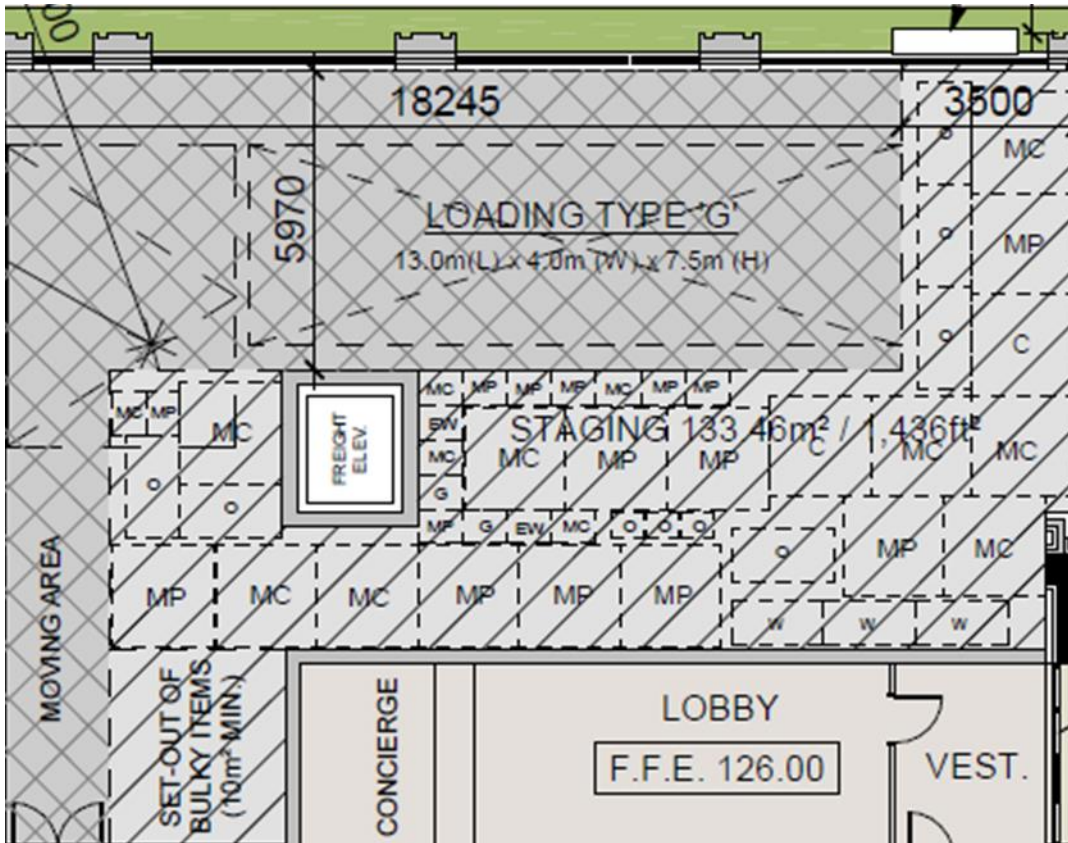 00
18245
3500
5970
LOADING TYPE 'G'
13.0m(L) x 4.0m (W) x 7.5m (H)
O
MC
O
MP
O
C
MC
MP
MC
O
O
FREIGHT
ELEV.
MC
MP
MP
MP
MC
MP
MP
EW
MC
G
MP
G
EW
MC
O
O
O
STAGING 133.46m² / 1,436ft²
MC
MP
MP
C
MC
MC
O
MP
MC
MP
MC
MC
MP
MP
MP
W
W
W
MOVING AREA
SET-OUT OF
BULKY ITEMS
(10m² MIN.)
CONCIERGE
LOBBY
F.F.E. 126.00
VEST.